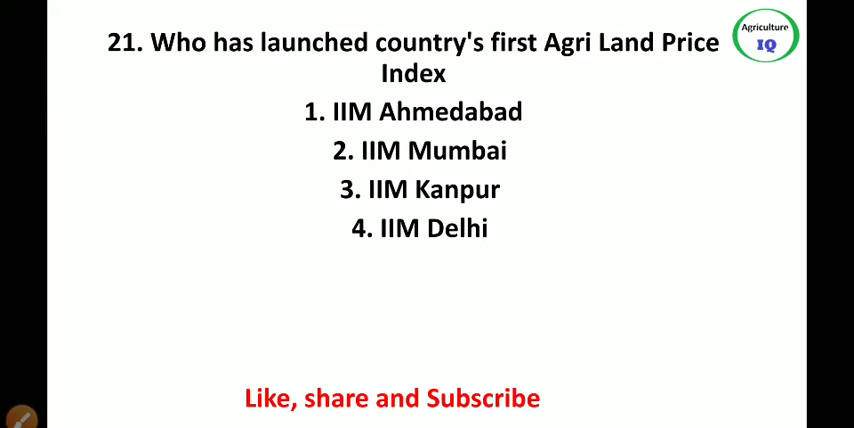 21. Who has launched country's first Agri Land Price
Index
1. IIM Ahmedabad
2. IIM Mumbai
3. IIM Kanpur
4. IIM Delhi
Agriculture
IQ
Like, share and Subscribe